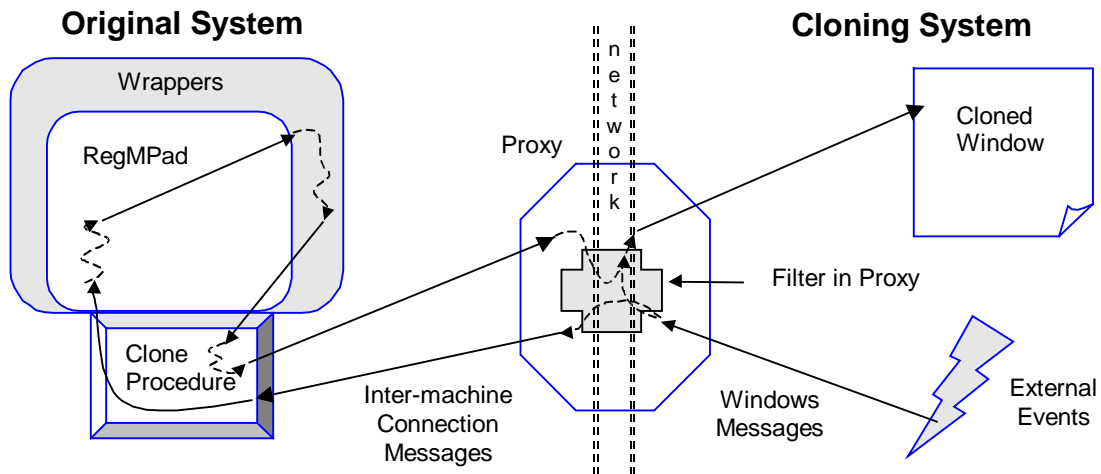 Original System
Cloning System
network
Wrappers
RegMPad
Proxy
Cloned
Window
Filter in Proxy
Clone
Procedure
Inter-machine
Connection
Messages
Windows
Messages
External
Events